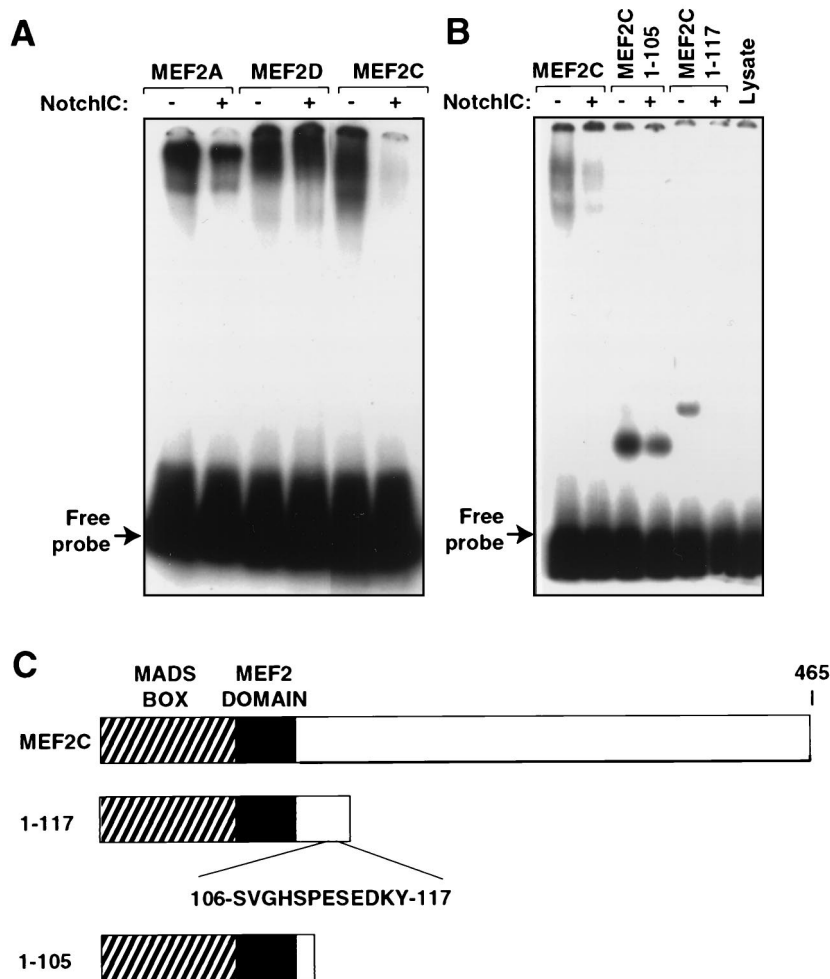 A
MEF2A MEF2D MEF2C
NotchIC: - + - + - +
Free
probe
B
MEF2C
MEF2C
1-105
MEF2C
1-117
Lysate
NotchIC: - + - + - +
Free
probe
C
MADS
BOX
MEF2
DOMAIN
465
MEF2C
1-117
106-SVGHSPESEDKY-117
1-105